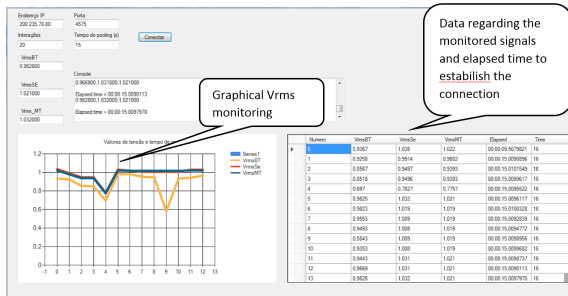 Endereço IP
Porta
200.235.78.80
4575
Interações
Tempo de pooling (s)
20
15
Conectar
VrmsBT
0.982800
VrmsSE
1.021000
Vrms_MT
1.032000
Console
0.966900,1.031000,1.021000
Elapsed time = 00:00:15.0090113
0.982800,1.032000,1.021000
Elapsed time = 00:00:15.0097978
Graphical Vrms
monitoring
Data regarding the
monitored signals
and elapsed time to
estabilish the
connection
Valores de tensão e tempo de
Series1
VrmsBT
VrmsSe
VrmsMT
1,2
1
0,8
0,6
0,4
0,2
0
-1 0 1 2 3 4 5 6 7 8 9 10 11 12 13
Numero VrmsBT VrmsSe VrmsMT Elapsed Time
0 0.9367 1.038 1.022 00:00:09.5079821 16
1 0.9258 0.9914 0.9802 00:00:15.0090896 16
2 0.8567 0.9497 0.9393 00:00:15.0101549 16
3 0.8518 0.9496 0.9393 00:00:15.0099617 16
4 0.697 0.7827 0.7757 00:00:15.0099522 16
5 0.9825 1.032 1.021 00:00:15.0096117 16
6 0.9823 1.019 1.019 00:00:15.0100328 16
7 0.9553 1.009 1.019 00:00:15.0092839 16
8 0.9493 1.008 1.019 00:00:15.0094772 16
9 0.5843 1.009 1.019 00:00:15.0090956 16
10 0.9353 1.008 1.019 00:00:15.0099682 16
11 0.9443 1.031 1.021 00:00:15.0098737 16
12 0.9669 1.031 1.021 00:00:15.0090113 16
13 0.9828 1.032 1.021 00:00:15.0097978 16